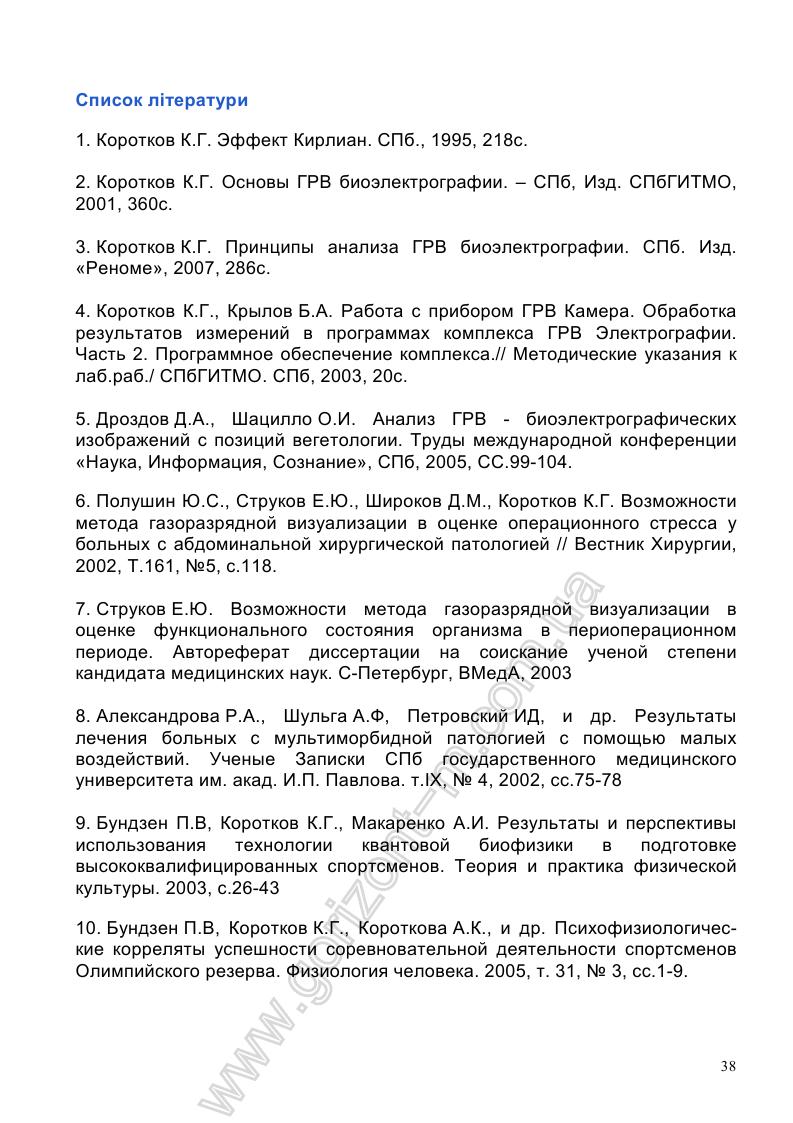 Список літератури
1. Коротков К.Г. Эффект Кирлиан. СПб., 1995, 218с.
2. Коротков К.Г. Основы ГРВ биоэлектрографии. – СПб, Изд. СПбГИТМО,
2001, 360с.
3. Коротков К.Г. Принципы анализа ГРВ биоэлектрографии. СПб. Изд.
«Реноме», 2007, 286с.
4. Коротков К.Г., Крылов Б.А. Работа с прибором ГРВ Камера. Обработка
результатов измерений в программах комплекса ГРВ Электрографии.
Часть 2. Программное обеспечение комплекса.// Методические указания к
лаб.раб./ СПбГИТМО. СПб, 2003, 20с.
5. Дроздов Д.А., Шацилло О.И. Анализ ГРВ - биоэлектрографических
изображений с позиций вегетологии. Труды международной конференции
«Наука, Информация, Сознание», СПб, 2005, СС.99-104.
6. Полушин Ю.С., Струков Е.Ю., Широков Д.М., Коротков К.Г. Возможности
метода газоразрядной визуализации в оценке операционного стресса у
больных с абдоминальной хирургической патологией // Вестник Хирургии,
2002, Т.161, №5, с.118.
7. Струков Е.Ю. Возможности метода газоразрядной визуализации в
оценке функционального состояния организма в периоперационном
периоде. Автореферат диссертации на соискание ученой степени
кандидата медицинских наук. С-Петербург, ВМедА, 2003
8. Александрова Р.А., Шульга А.Ф, Петровский ИД, и др. Результаты
лечения больных с мультиморбидной патологией с помощью малых
воздействий. Ученые Записки СПб государственного медицинского
университета им. акад. И.П. Павлова. т.IX, № 4, 2002, сс.75-78
9. Бундзен П.В, Коротков К.Г., Макаренко А.И. Результаты и перспективы
использования технологии квантовой биофизики в подготовке
высококвалифицированных спортсменов. Теория и практика физической
культуры. 2003, с.26-43
10. Бундзен П.В, Коротков К.Г., Короткова А.К., и др. Психофизиологичес-
кие корреляты успешности соревновательной деятельности спортсменов
Олимпийского резерва. Физиология человека. 2005, т. 31, № 3, сс.1-9.
www.gorizont–m.com.ua
38